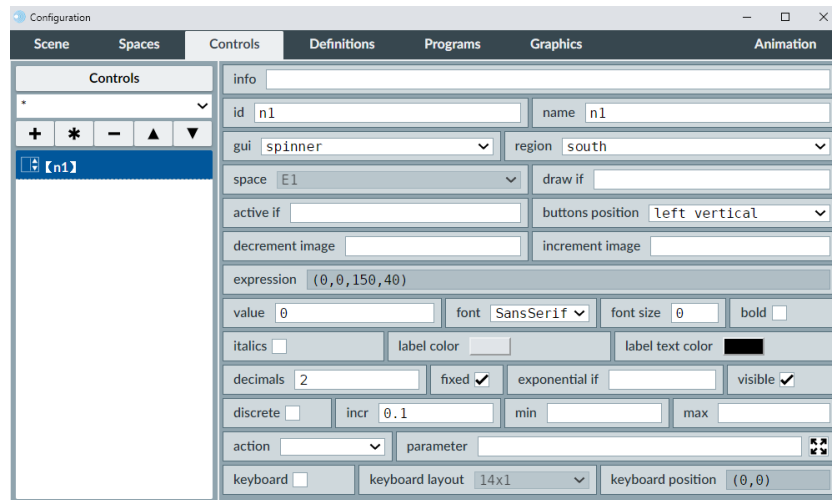 Configuration
Scene Spaces Controls Definitions Programs Graphics Animation
Controls
*
【n1】
info
id n1 name n1
gui spinner region south
space E1 draw if
active if buttons position left vertical
decrement image increment image
expression (0,0,150,40)
value 0 font SansSerif font size 0 bold
italics label color label text color
decimals 2 fixed exponential if visible
discrete incr 0.1 min max
action parameter
keyboard keyboard layout 14x1 keyboard position (0,0)